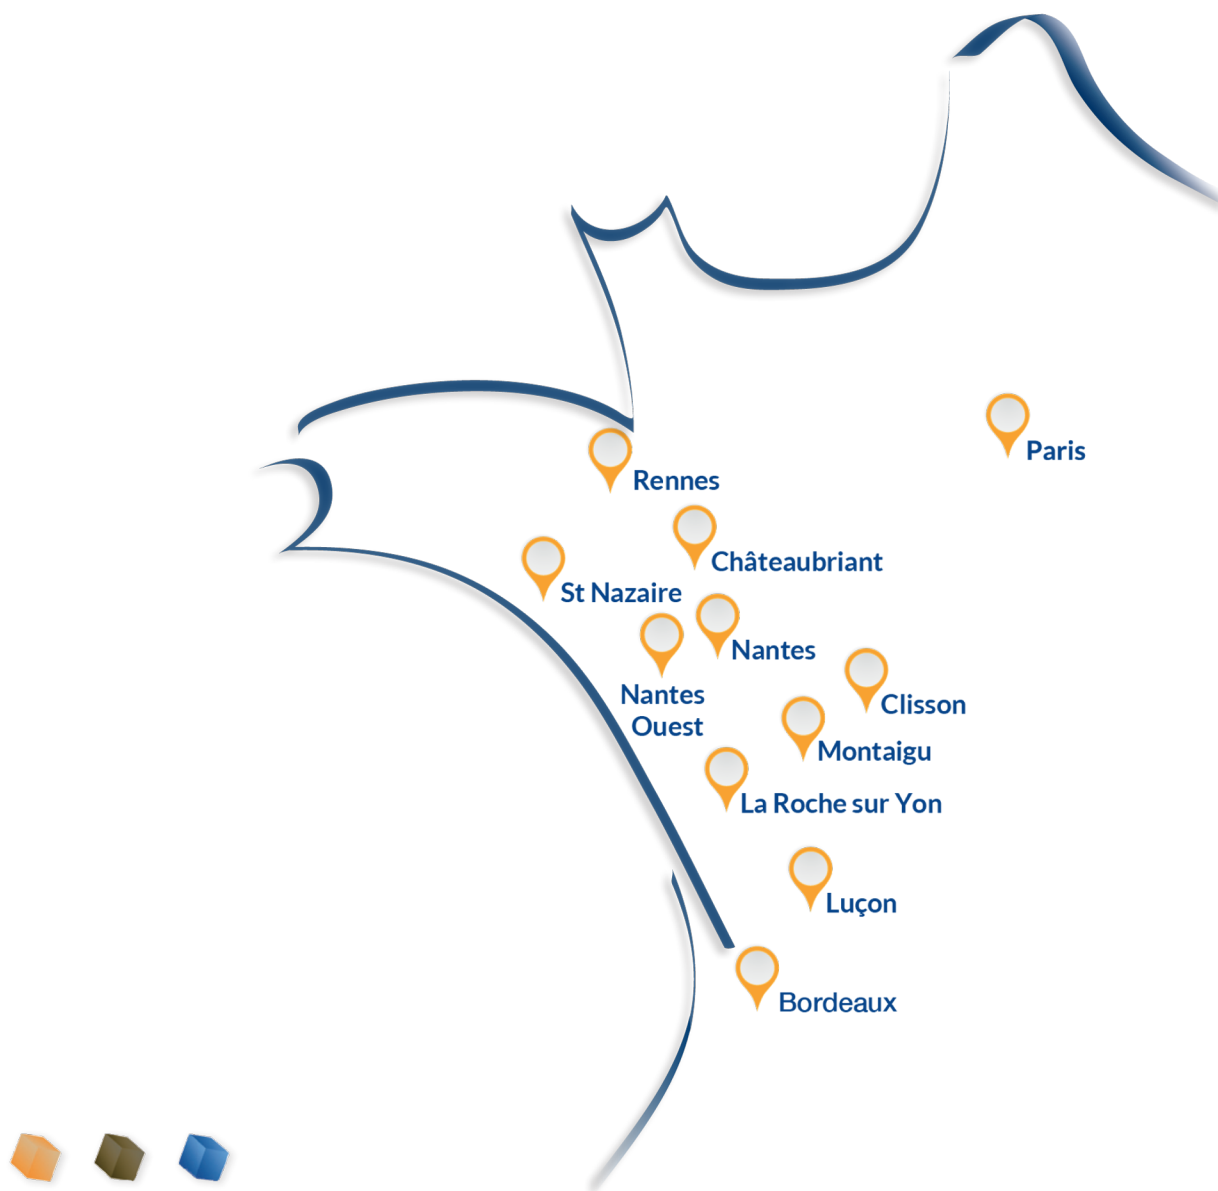 Paris
Rennes
Châteaubriant
St Nazaire
Nantes
Nantes
Ouest
Clisson
Montaigu
La Roche sur Yon
Luçon
Bordeaux